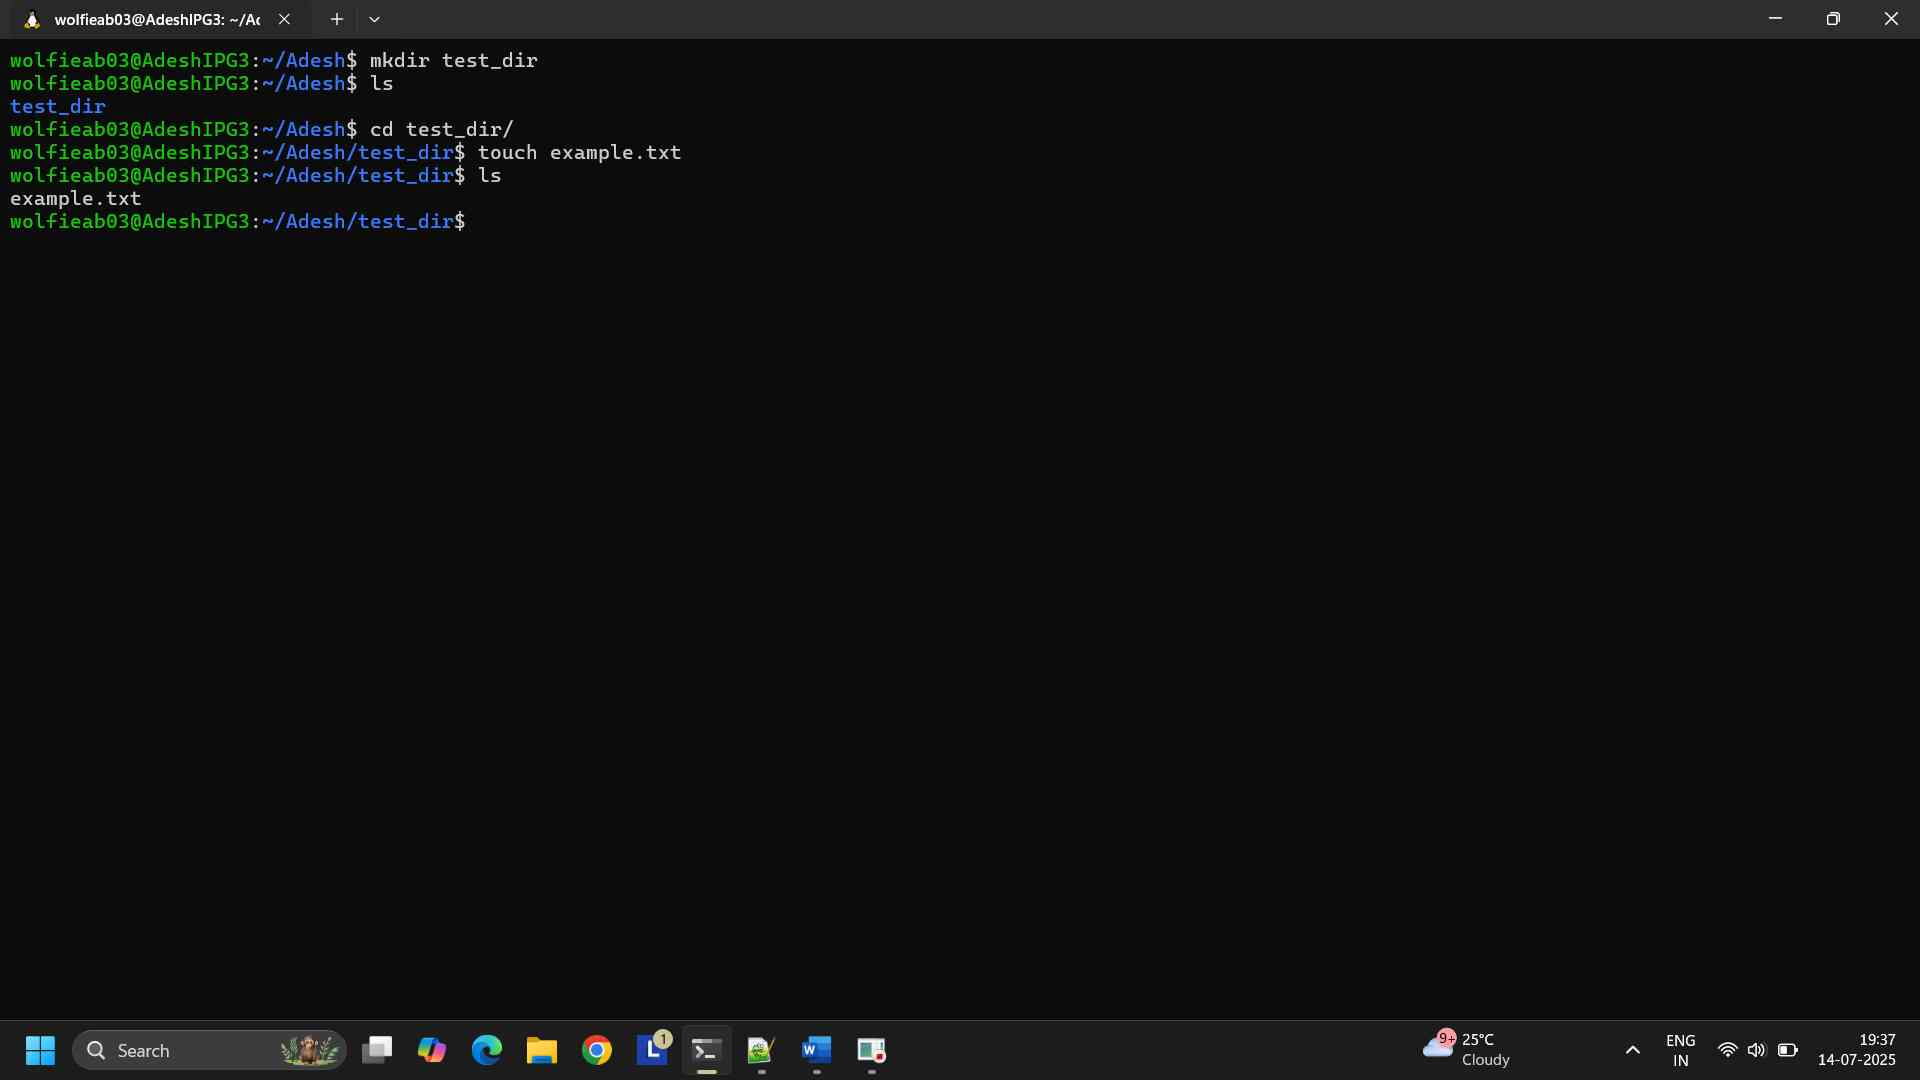 wolfieab03@AdeshIPG3: ~/Ac
wolfieab03@AdeshIPG3:~/Adesh$ mkdir test_dir
wolfieab03@AdeshIPG3:~/Adesh$ ls
test_dir
wolfieab03@AdeshIPG3:~/Adesh$ cd test_dir/
wolfieab03@AdeshIPG3:~/Adesh/test_dir$ touch example.txt
wolfieab03@AdeshIPG3:~/Adesh/test_dir$ ls
example.txt
wolfieab03@AdeshIPG3:~/Adesh/test_dir$
Search
L
1
W
9+
25°C
Cloudy
ENG
IN
19:37
14-07-2025